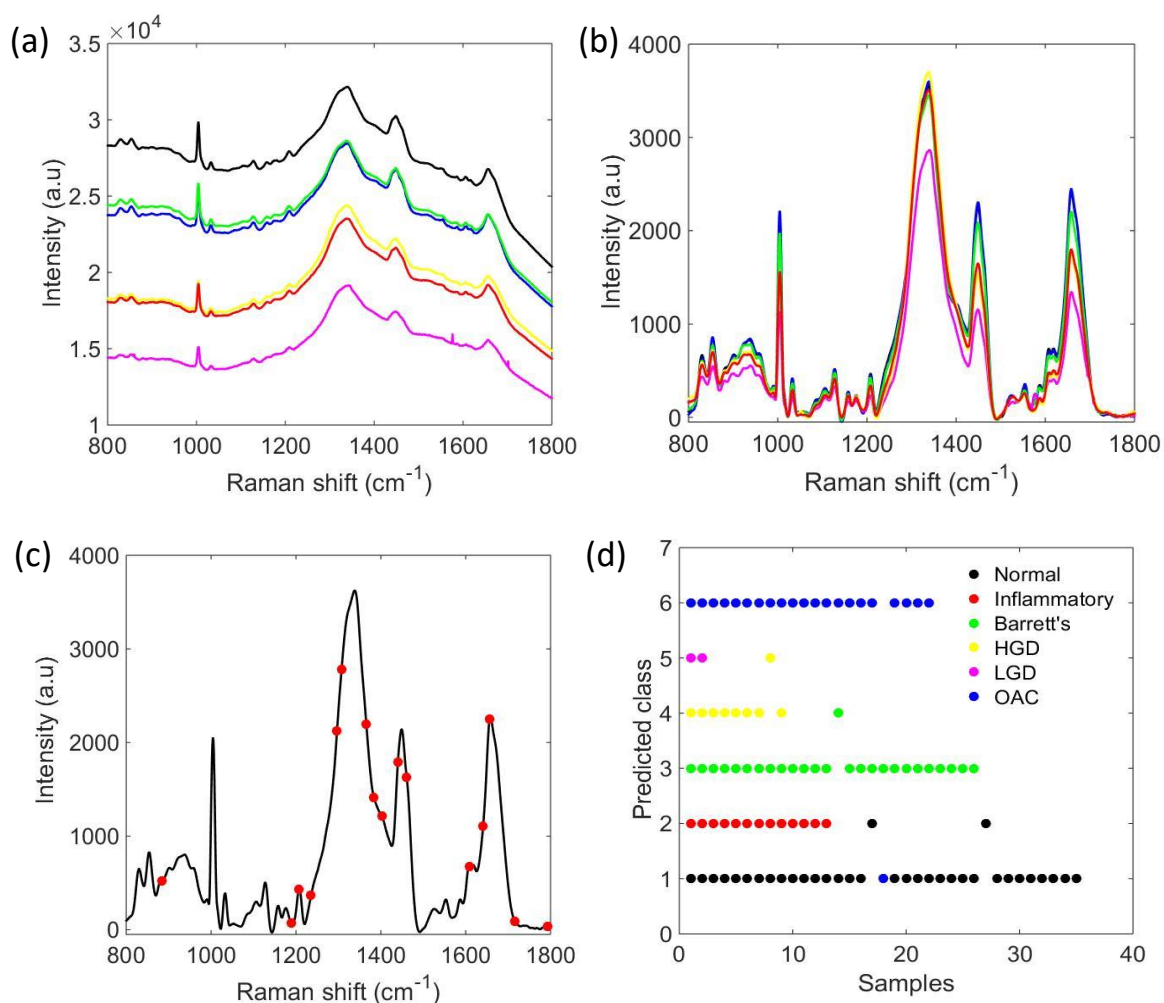 (a)
×10⁴
3.5
3
2.5
2
1.5
1
800 1000 1200 1400 1600 1800
Intensity (a.u)
Raman shift (cm⁻¹)
(b)
4000
3000
2000
1000
0
800 1000 1200 1400 1600 1800
Intensity (a.u)
Raman shift (cm⁻¹)
(c)
4000
3000
2000
1000
0
800 1000 1200 1400 1600 1800
Intensity (a.u)
Raman shift (cm⁻¹)
(d)
7
6
5
4
3
2
1
0
0 10 20 30 40
Predicted class
Samples
Normal
Inflammatory
Barrett's
HGD
LGD
OAC